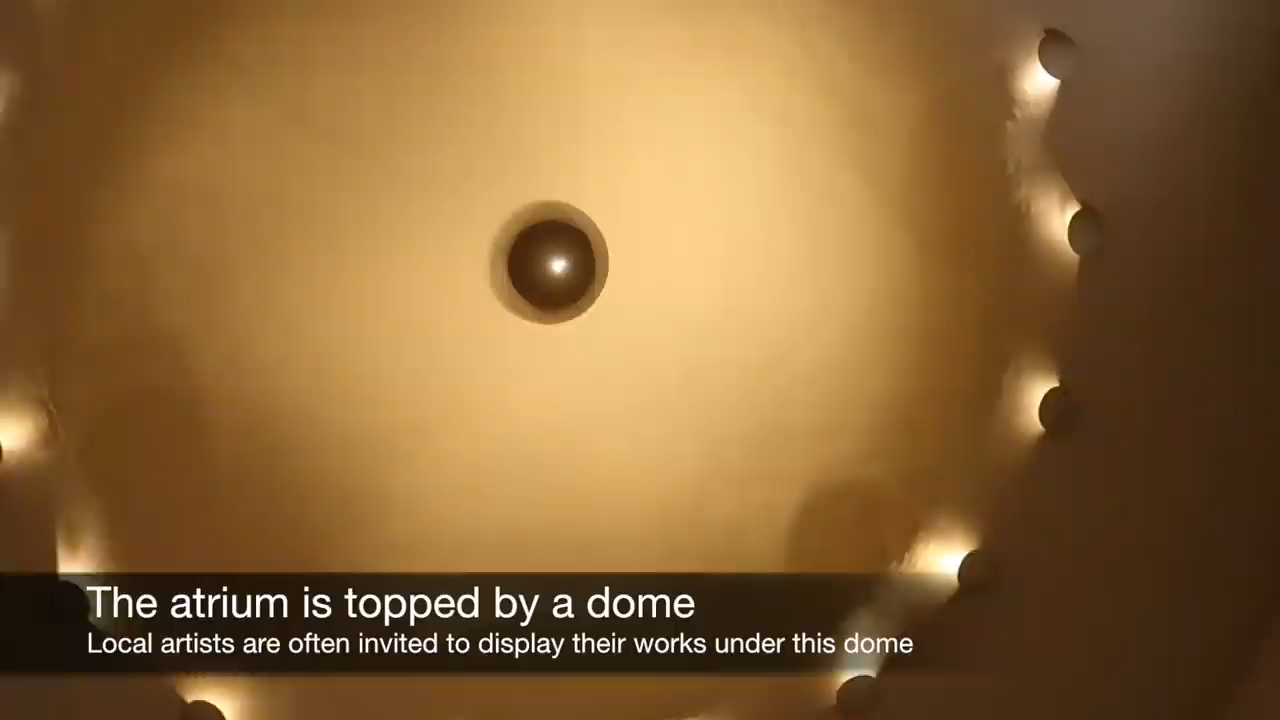 The atrium is topped by a dome
Local artists are often invited to display their works under this dome